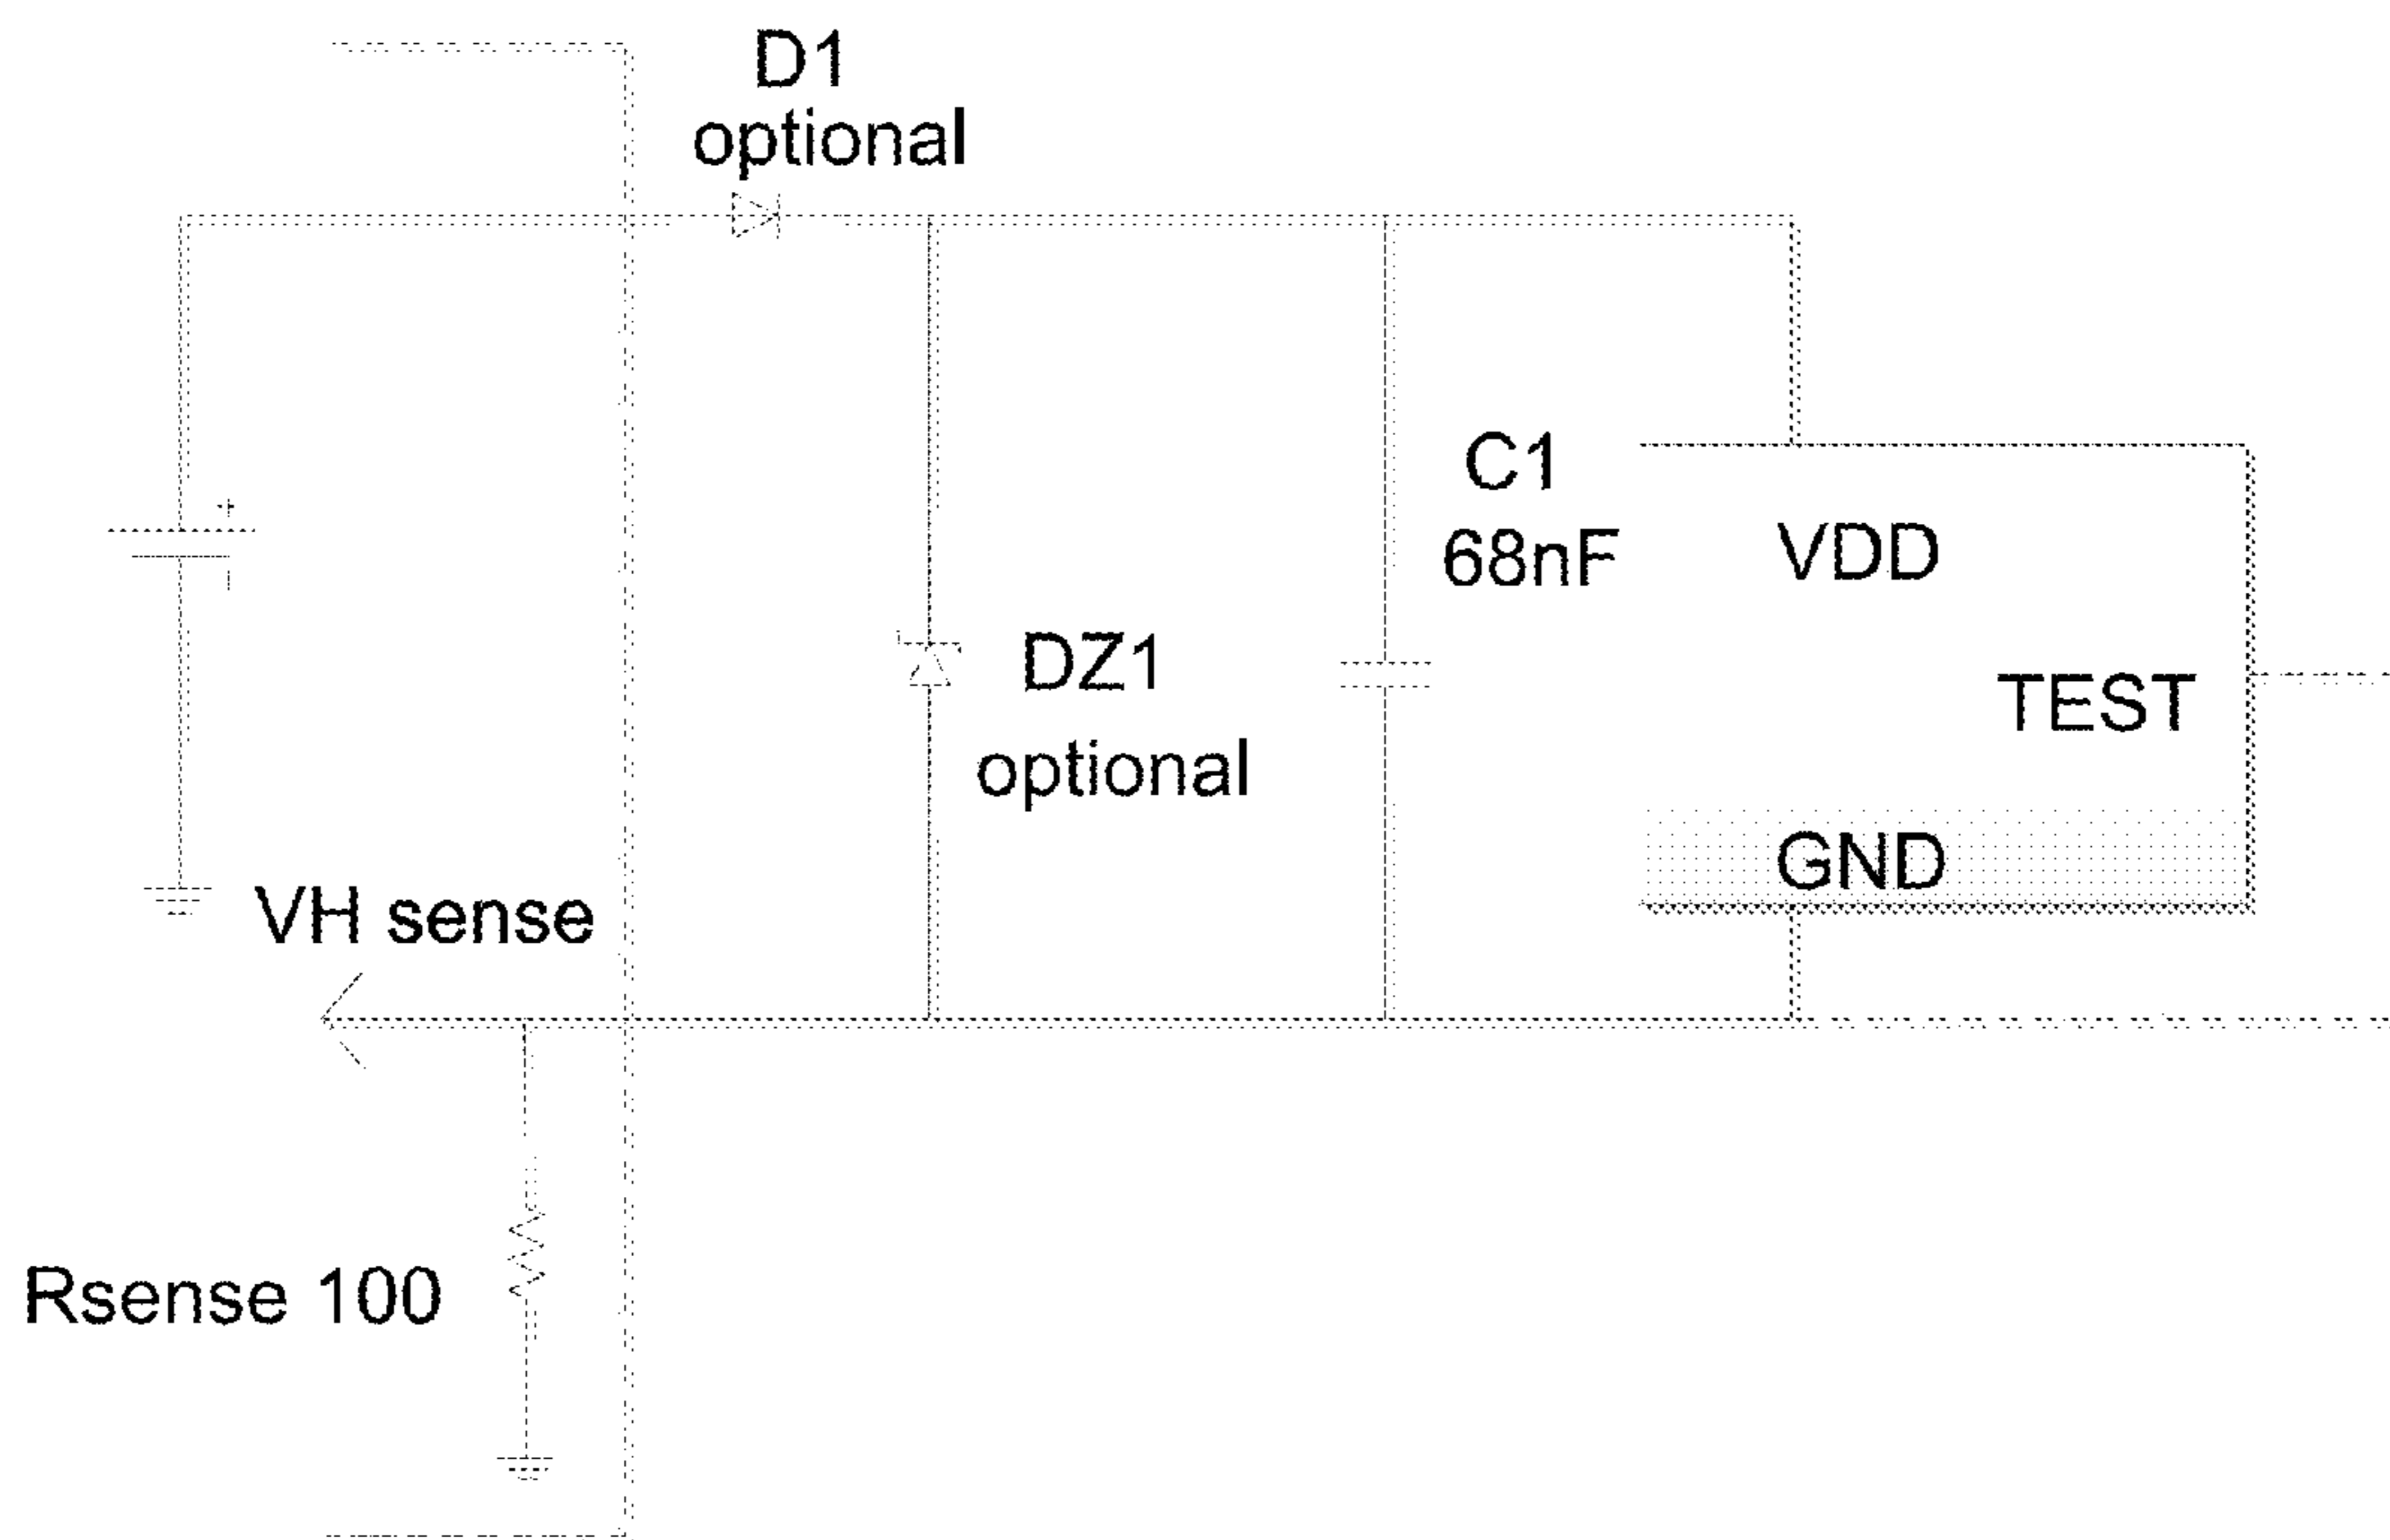 D1
optional
C1
68nF
VDD
DZ1
optional
TEST
GND
VH sense
Rsense 100